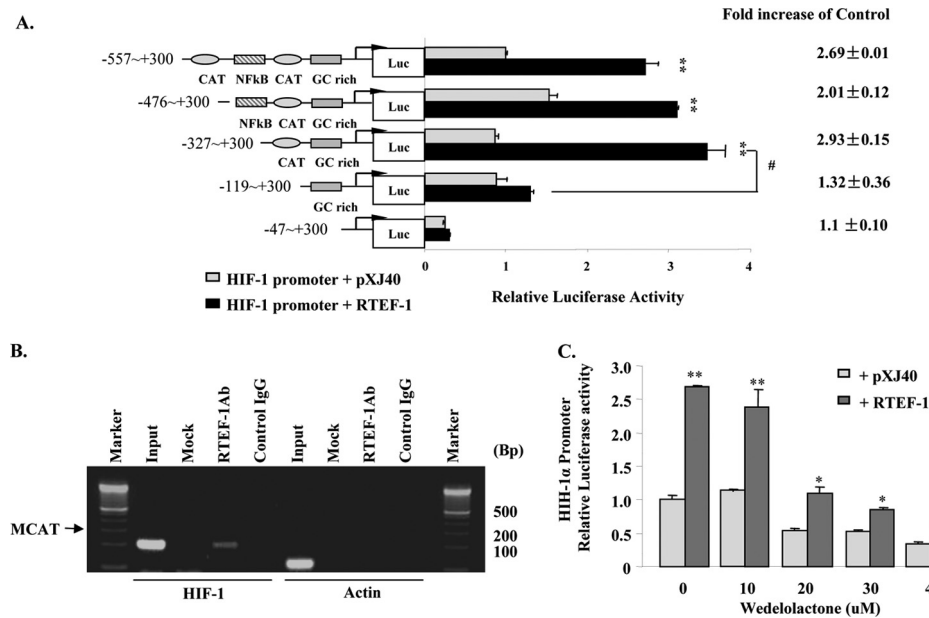 A.
Fold increase of Control
-557~+300
CAT NFkB CAT GC rich
Luc
** 2.69±0.01
-476~+300
NFkB CAT GC rich
Luc
** 2.01±0.12
-327~+300
CAT GC rich
Luc
** 2.93±0.15
#
-119~+300
GC rich
Luc
1.32±0.36
-47~+300
Luc
1.1 ±0.10
0 1 2 3 4
Relative Luciferase Activity
HIF-1 promoter + pXJ40
HIF-1 promoter + RTEF-1
B.
Marker
Input
Mock
RTEF-1Ab
Control IgG
Input
Mock
RTEF-1Ab
Control IgG
Marker
(Bp)
500
200
100
MCAT
HIF-1 Actin
C.
+ pXJ40
+ RTEF-1
HIH-1α Promoter
Relative Luciferase activity
3.0
2.5
2.0
1.5
1.0
0.5
0
** ** * *
0 10 20 30 4
Wedelolactone (uM)